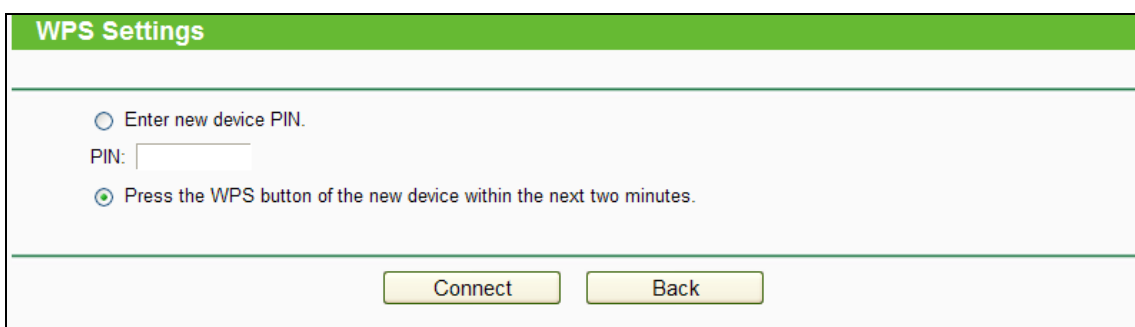 WPS Settings
Enter new device PIN.
PIN:
Press the WPS button of the new device within the next two minutes.
Connect Back